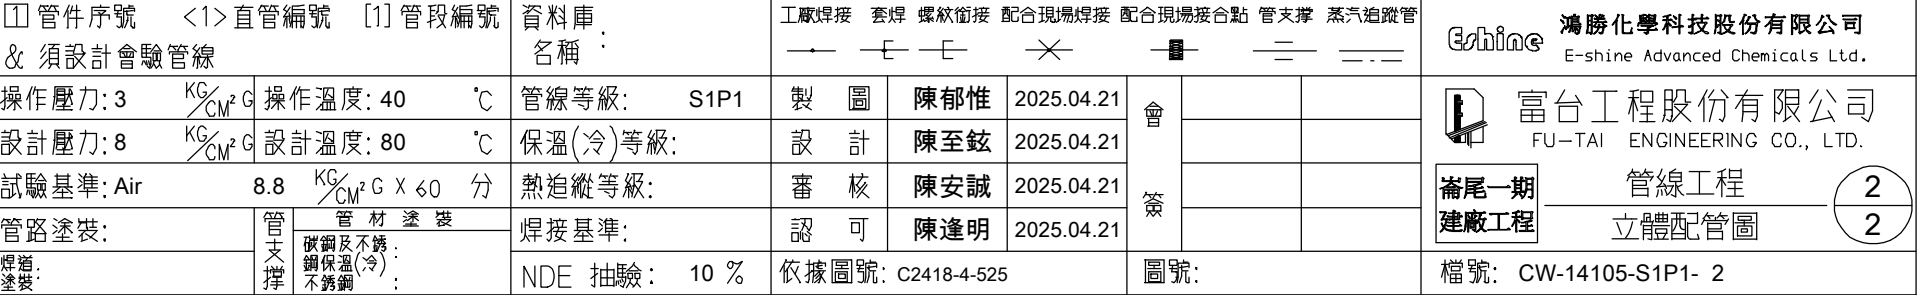 1 管件序號 <1>直管編號 [1] 管段編號
& 須設計會驗管線
資料庫
名稱 :
工廠焊接 套焊 螺紋銜接 配合現場焊接 配合現場接合點 管支撐 蒸汽追蹤管
Eshine 鴻勝化學科技股份有限公司
E-shine Advanced Chemicals Ltd.
操作壓力: 3 KG/CM² G 操作溫度: 40 °C
設計壓力: 8 KG/CM² G 設計溫度: 80 °C
試驗基準: Air 8.8 KG/CM² G X 60 分
管路塗裝:
焊道
塗裝:
管支撐
管材塗裝
碳鋼及不銹 :
鋼保溫(冷) :
不銹鋼 :
管線等級: S1P1
保溫(冷)等級:
熱追縱等級:
焊接基準:
NDE 抽驗: 10 %
製圖 陳郁惟 2025.04.21
設計 陳至鉉 2025.04.21
審核 陳安誠 2025.04.21
認可 陳逢明 2025.04.21
依據圖號: C2418-4-525
會簽
圖號:
富台工程股份有限公司
FU-TAI ENGINEERING CO., LTD.
崙尾一期
建廠工程
管線工程
立體配管圖
2
2
檔號: CW-14105-S1P1- 2